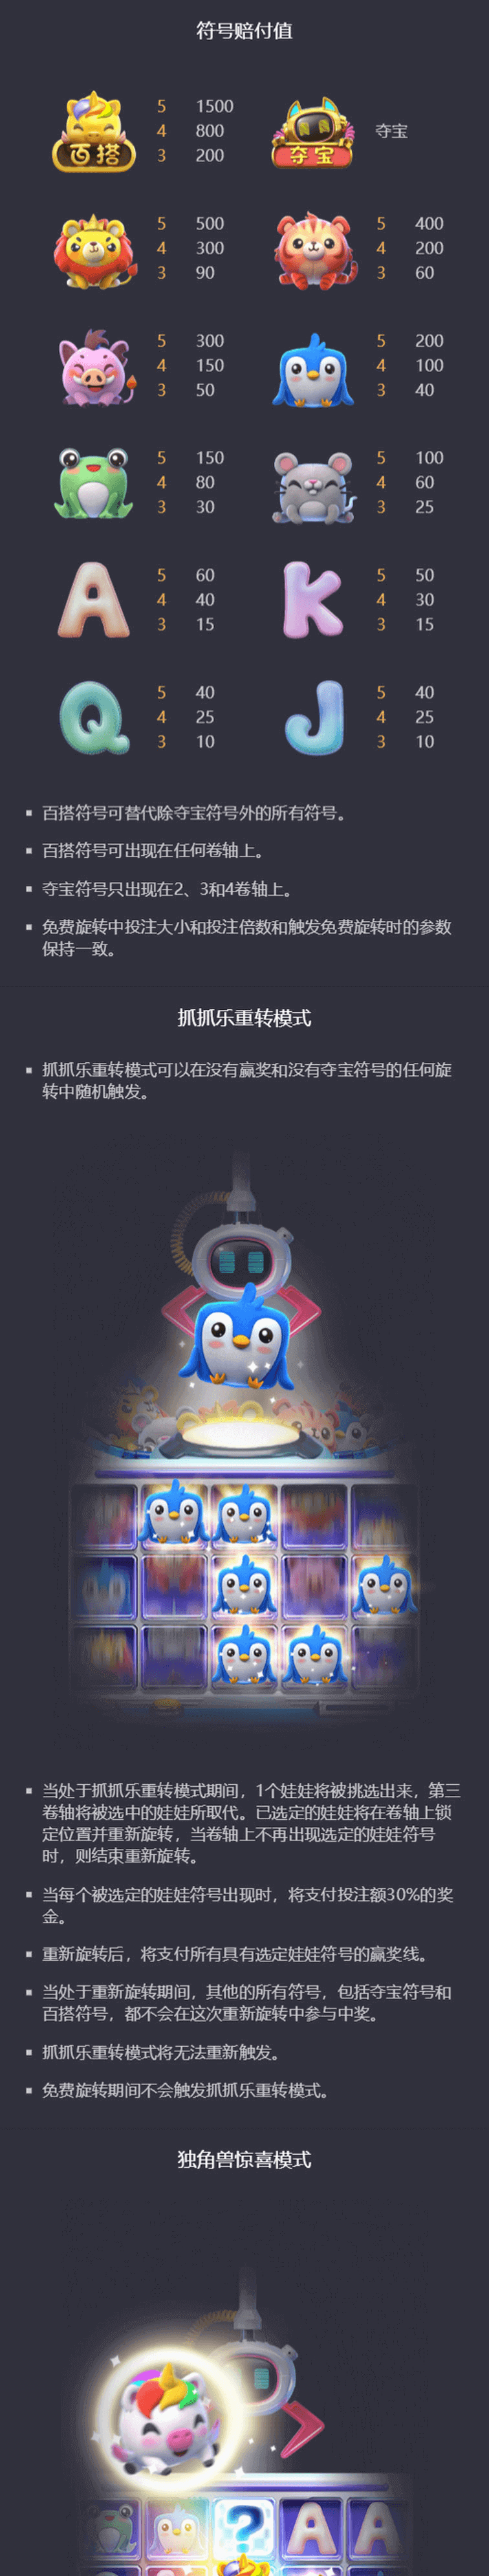 符号赔付值
5 1500
4 800
3 200
百搭
夺宝
夺宝
5 500
4 300
3 90
5 400
4 200
3 60
5 300
4 150
3 50
5 200
4 100
3 40
5 150
4 80
3 30
5 100
4 60
3 25
A
5 60
4 40
3 15
K
5 50
4 30
3 15
Q
5 40
4 25
3 10
J
5 40
4 25
3 10
百搭符号可替代除夺宝符号外的所有符号。
百搭符号可出现在任何卷轴上。
夺宝符号只出现在2、3和4卷轴上。
免费旋转中投注大小和投注倍数和触发免费旋转时的参数
保持一致。
抓抓乐重转模式
抓抓乐重转模式可以在没有赢奖和没有夺宝符号的任何旋
转中随机触发。
当处于抓抓乐重转模式期间，1个娃娃将被挑选出来，第三
卷轴将被选中的娃娃所取代。已选定的娃娃将在卷轴上锁
定位置并重新旋转，当卷轴上不再出现选定的娃娃符号
时，则结束重新旋转。
当每个被选定的娃娃符号出现时，将支付投注额30%的奖
金。
重新旋转后，将支付所有具有选定娃娃符号的赢奖线。
当处于重新旋转期间，其他的所有符号，包括夺宝符号和
百搭符号，都不会在这次重新旋转中参与中奖。
抓抓乐重转模式将无法重新触发。
免费旋转期间不会触发抓抓乐重转模式。
独角兽惊喜模式
? A A